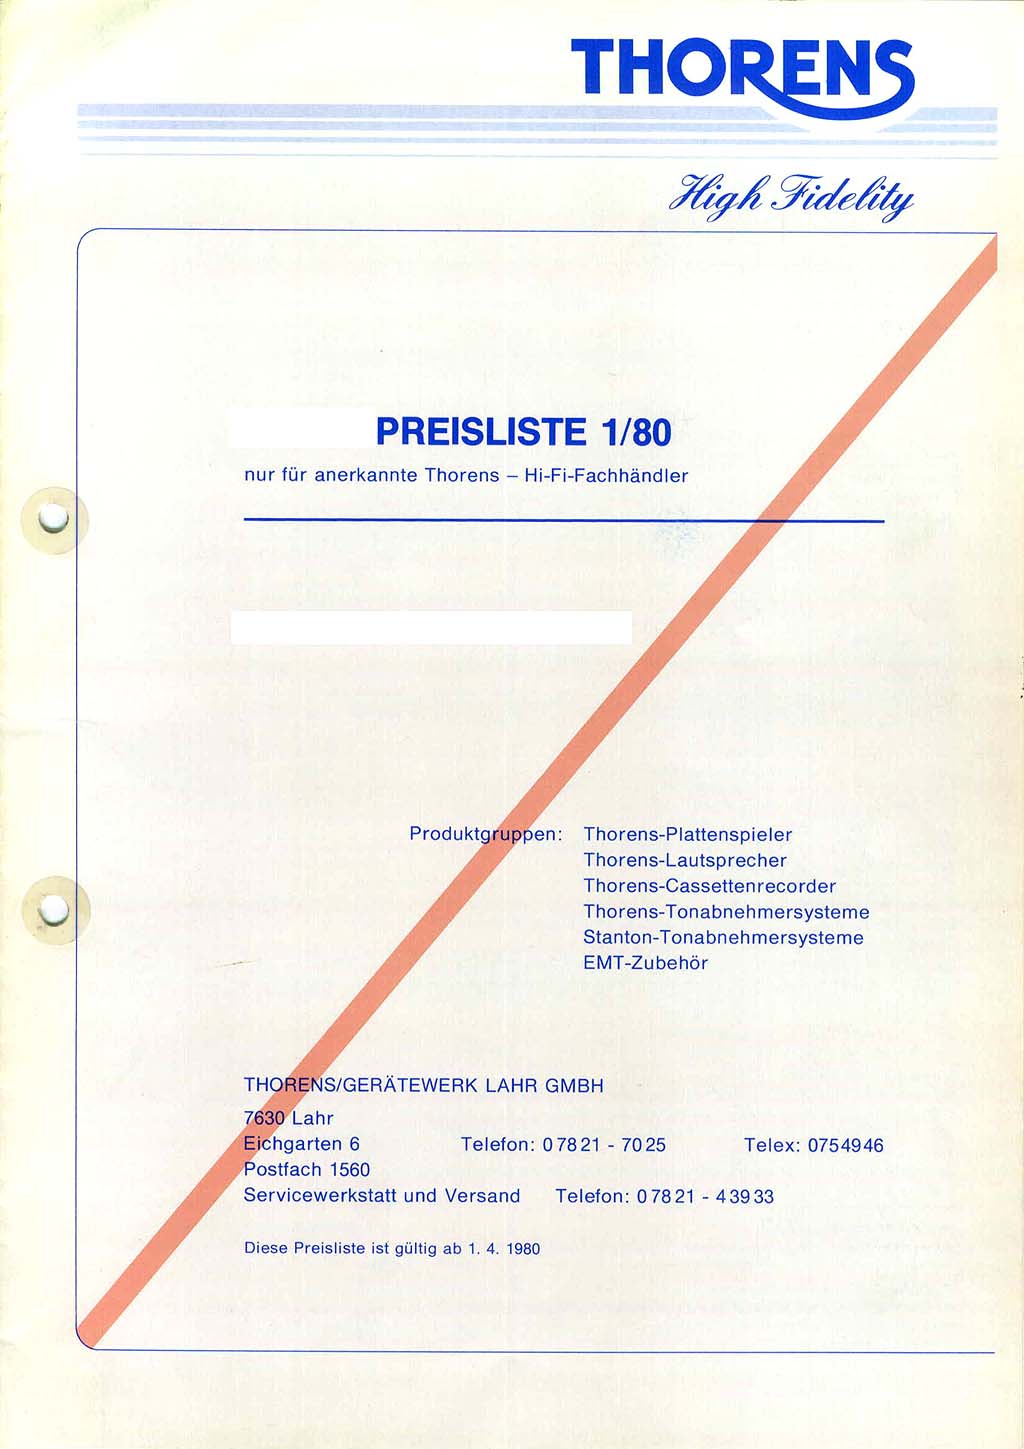 THORENS
High Fidelity
PREISLISTE 1/80
nur für anerkannte Thorens – Hi-Fi-Fachhändler
Produktgruppen: Thorens-Plattenspieler
Thorens-Lautsprecher
Thorens-Cassettenrecorder
Thorens-Tonabnehmersysteme
Stanton-Tonabnehmersysteme
EMT-Zubehör
THORENS/GERÄTEWERK LAHR GMBH
7630 Lahr
Eichgarten 6 Telefon: 0 78 21 - 70 25 Telex: 0754946
Postfach 1560
Servicewerkstatt und Versand Telefon: 0 78 21 - 4 39 33
Diese Preisliste ist gültig ab 1. 4. 1980